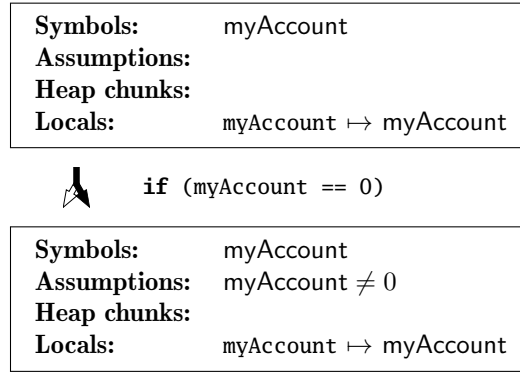 Symbols: myAccount
Assumptions:
Heap chunks:
Locals: myAccount ↦ myAccount
if (myAccount == 0)
Symbols: myAccount
Assumptions: myAccount ≠ 0
Heap chunks:
Locals: myAccount ↦ myAccount